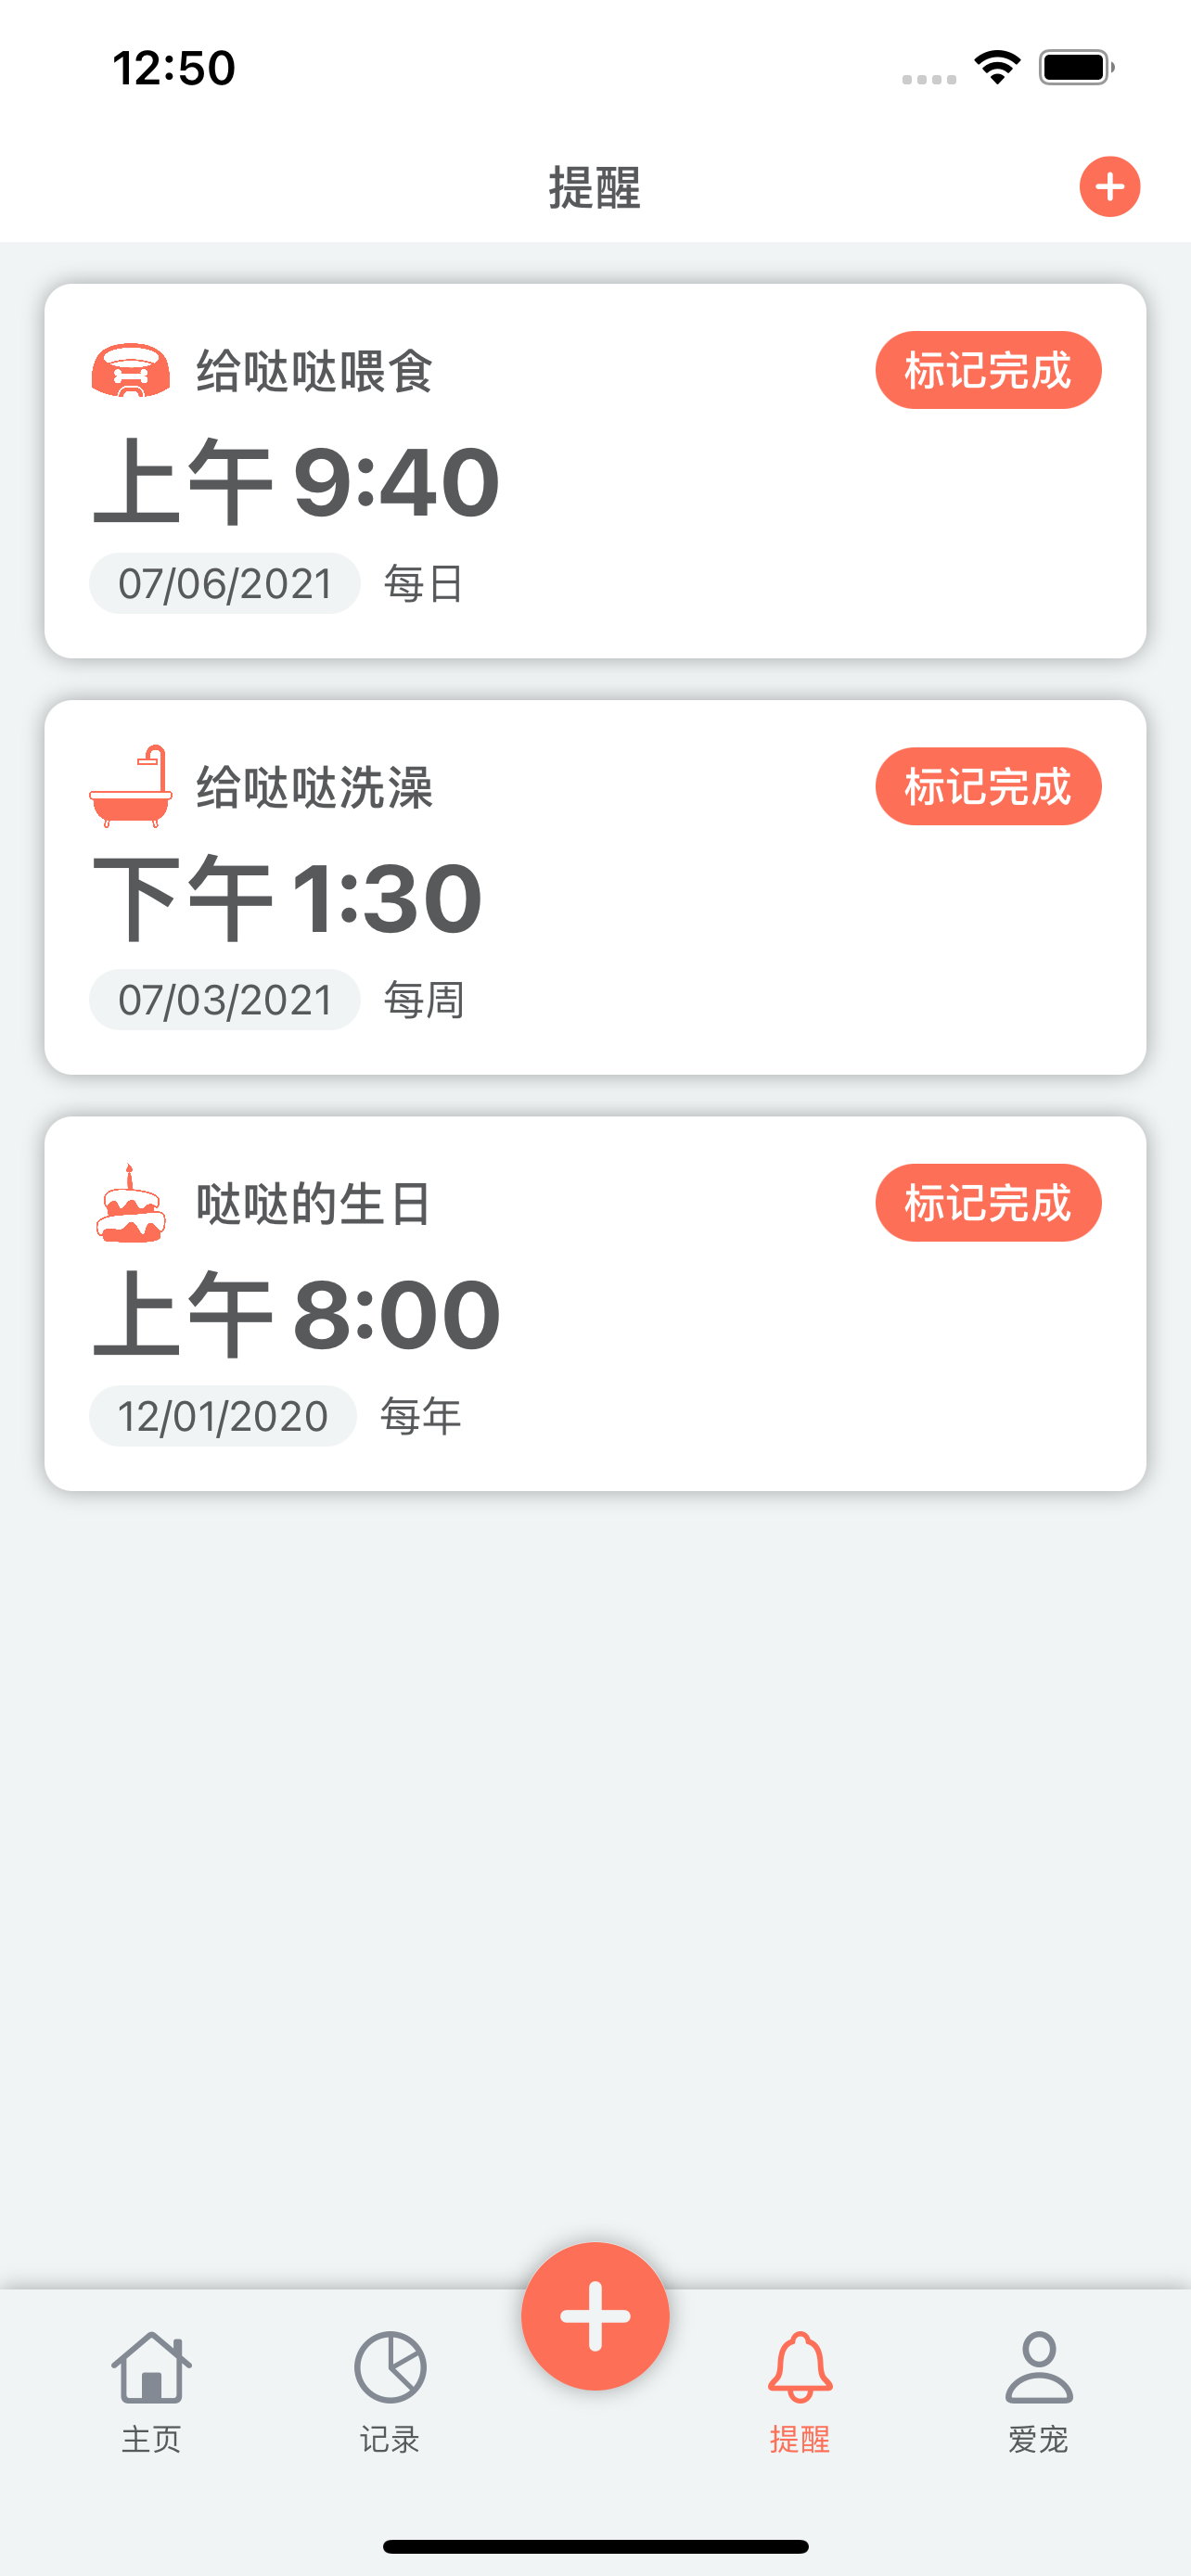 12:50
提醒
给哒哒喂食
标记完成
上午 9:40
07/06/2021 每日
给哒哒洗澡
标记完成
下午 1:30
07/03/2021 每周
哒哒的生日
标记完成
上午 8:00
12/01/2020 每年
主页 记录 提醒 爱宠